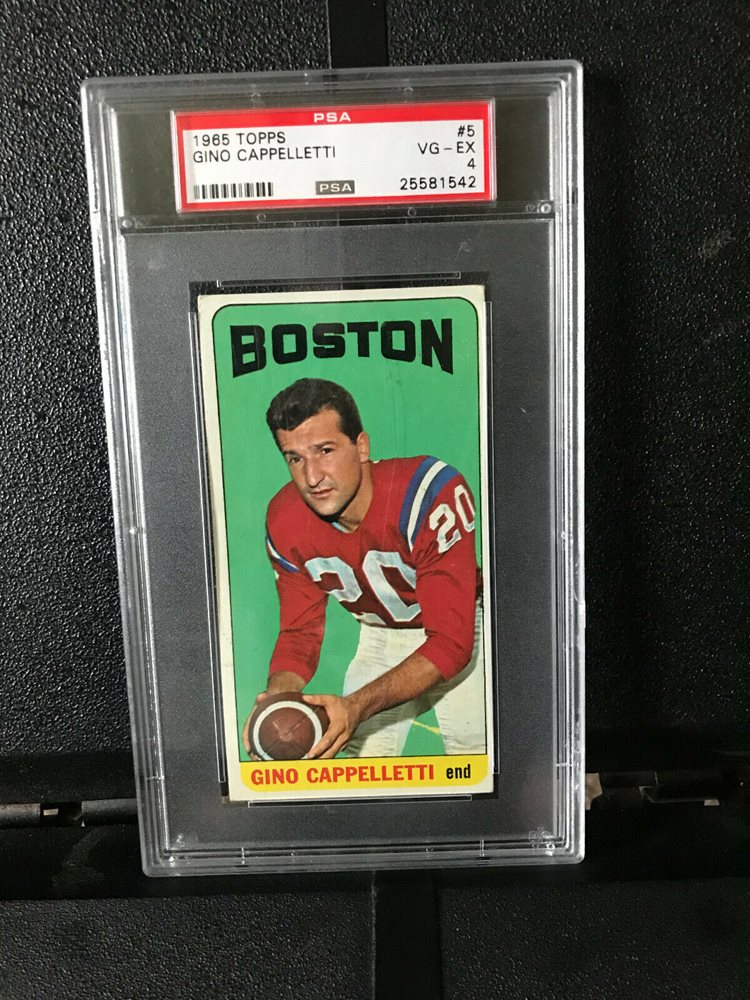 PSA
1965 TOPPS #5
GINO CAPPELLETTI VG-EX
4
PSA 25581542
BOSTON
20
20
GINO CAPPELLETTI end